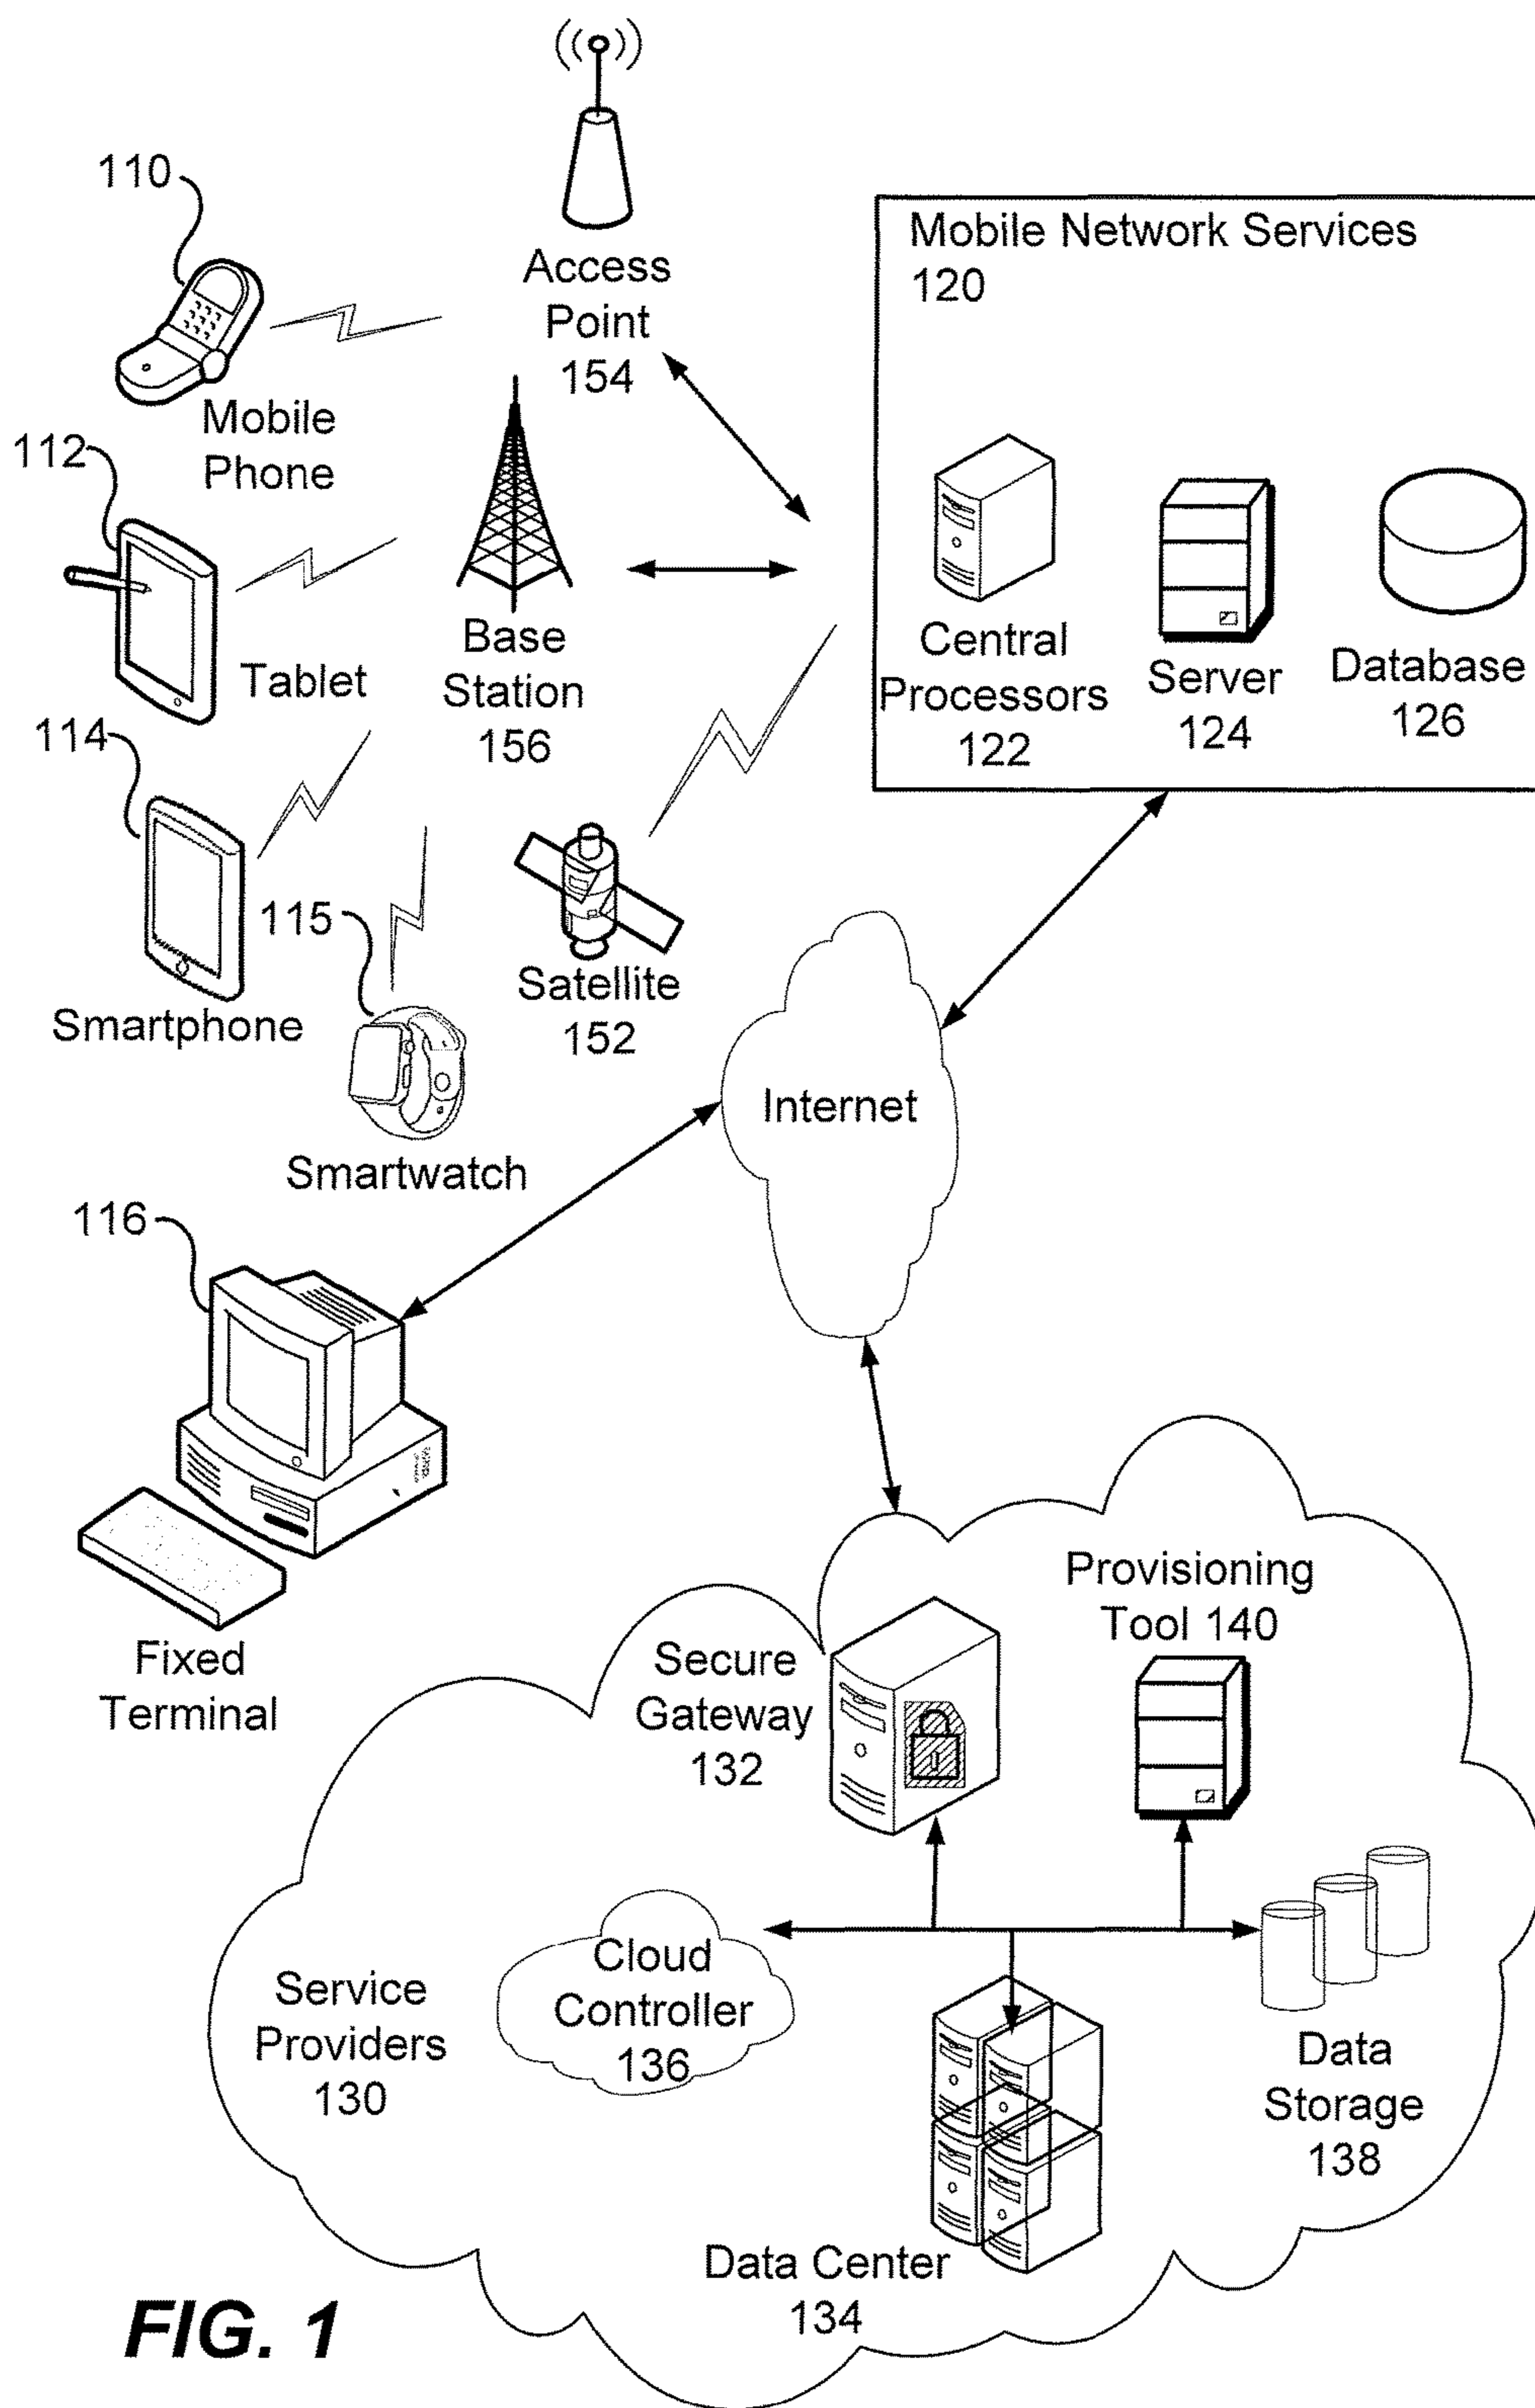 110
Access
Point
154
Mobile Network Services
120
Mobile
Phone
112
Base
Station
156
Tablet
Central
Processors
122
Server
124
Database
126
114
Smartphone
115
Satellite
152
Internet
Smartwatch
116
Fixed
Terminal
Provisioning
Tool 140
Secure
Gateway
132
Cloud
Controller
136
Service
Providers
130
Data
Storage
138
Data Center
134
FIG. 1